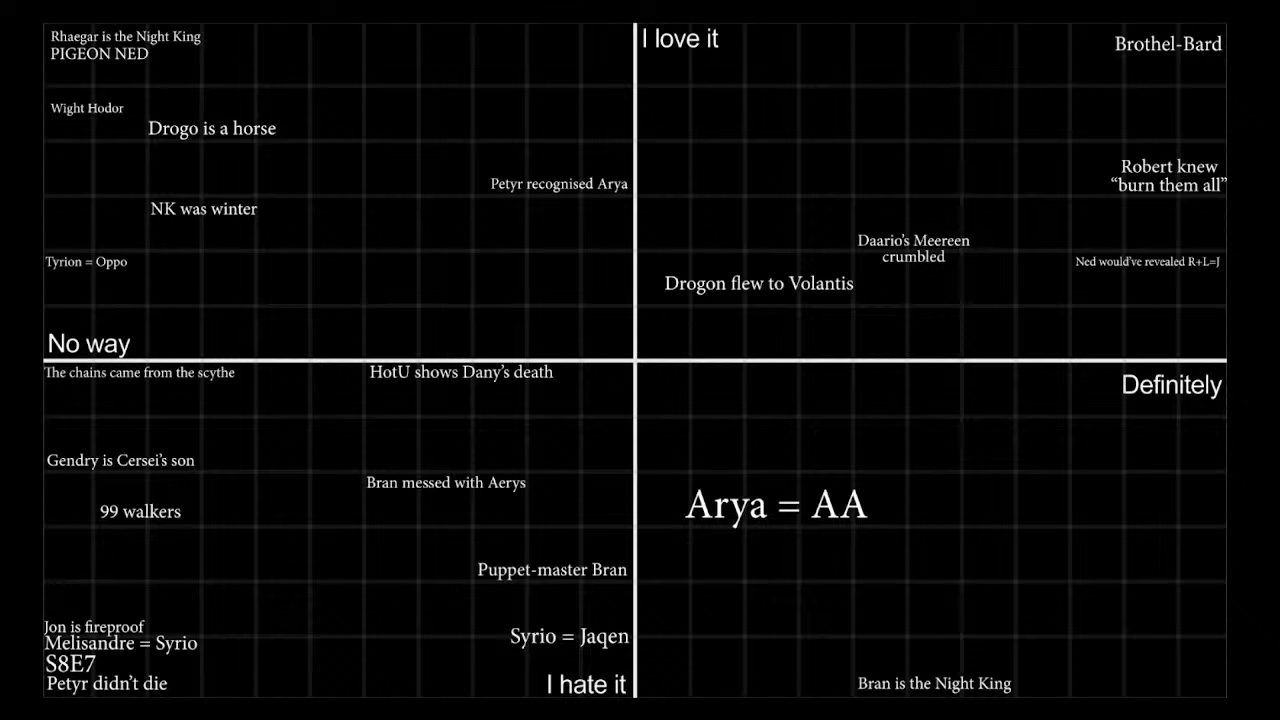 Rhaegar is the Night King
PIGEON NED
Wight Hodor
Drogo is a horse
Petyr recognised Arya
NK was winter
Tyrion = Oppo
No way
I love it
Brothel-Bard
Robert knew
“burn them all”
Daario’s Meereen
crumbled
Ned would’ve revealed R+L=J
Drogon flew to Volantis
The chains came from the scythe
HotU shows Dany’s death
Gendry is Cersei’s son
Bran messed with Aerys
99 walkers
Puppet-master Bran
Jon is fireproof
Melisandre = Syrio
Syrio = Jaqen
S8E7
Petyr didn’t die
I hate it
Definitely
Arya = AA
Bran is the Night King